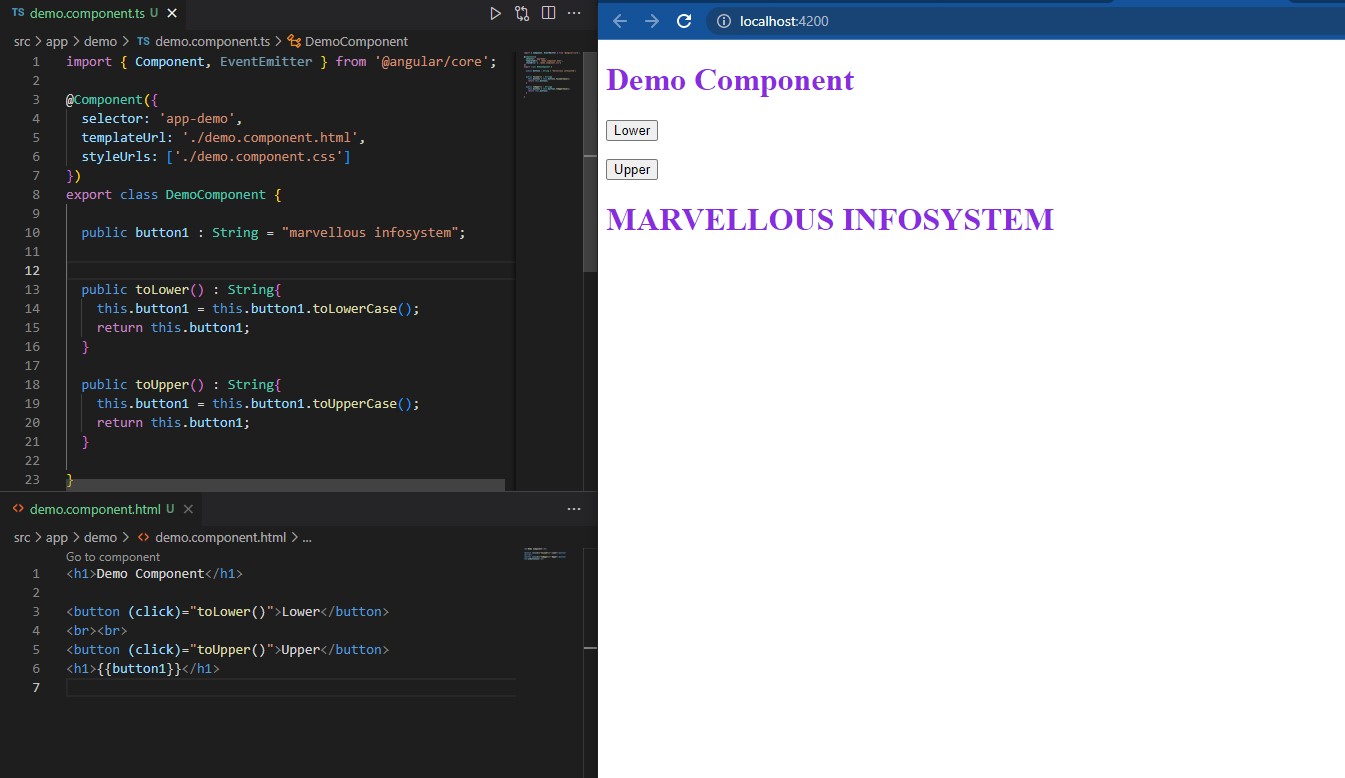 TS demo.component.ts U
src > app > demo > TS demo.component.ts > DemoComponent
1 import { Component, EventEmitter } from '@angular/core';
2
3 @Component({
4 selector: 'app-demo',
5 templateUrl: './demo.component.html',
6 styleUrls: ['./demo.component.css']
7 })
8 export class DemoComponent {
9
10 public button1 : String = "marvellous infosystem";
11
12
13 public toLower() : String{
14 this.button1 = this.button1.toLowerCase();
15 return this.button1;
16 }
17
18 public toUpper() : String{
19 this.button1 = this.button1.toUpperCase();
20 return this.button1;
21 }
22
23 }
<> demo.component.html U
src > app > demo > <> demo.component.html > ...
Go to component
1 <h1>Demo Component</h1>
2
3 <button (click)="toLower()">Lower</button>
4 <br><br>
5 <button (click)="toUpper()">Upper</button>
6 <h1>{{button1}}</h1>
7
localhost:4200
Demo Component
Lower
Upper
MARVELLOUS INFOSYSTEM